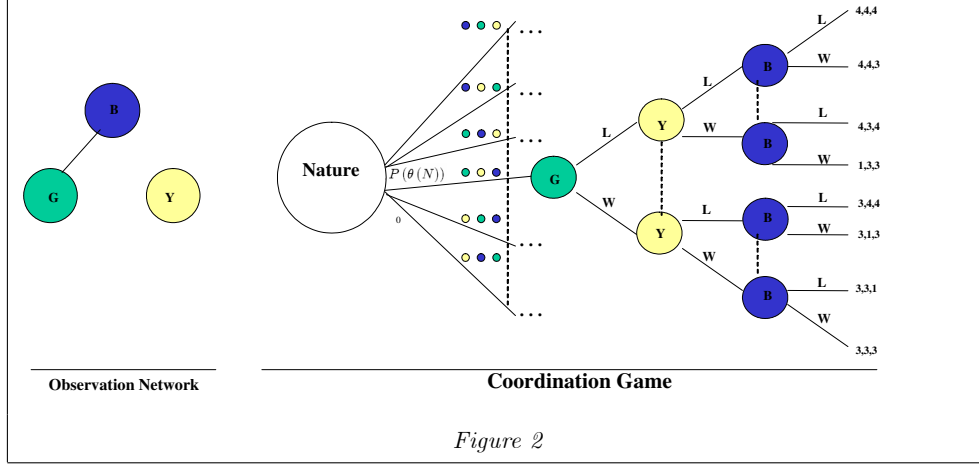 B
G
Y
Observation Network
Nature
P (θ (N))
0
...
...
...
...
...
G
L
W
Y
Y
L
W
L
W
B
B
B
B
L
4,4,4
W
4,4,3
L
4,3,4
W
1,3,3
L
3,4,4
W
3,1,3
L
3,3,1
W
3,3,3
Coordination Game
Figure 2